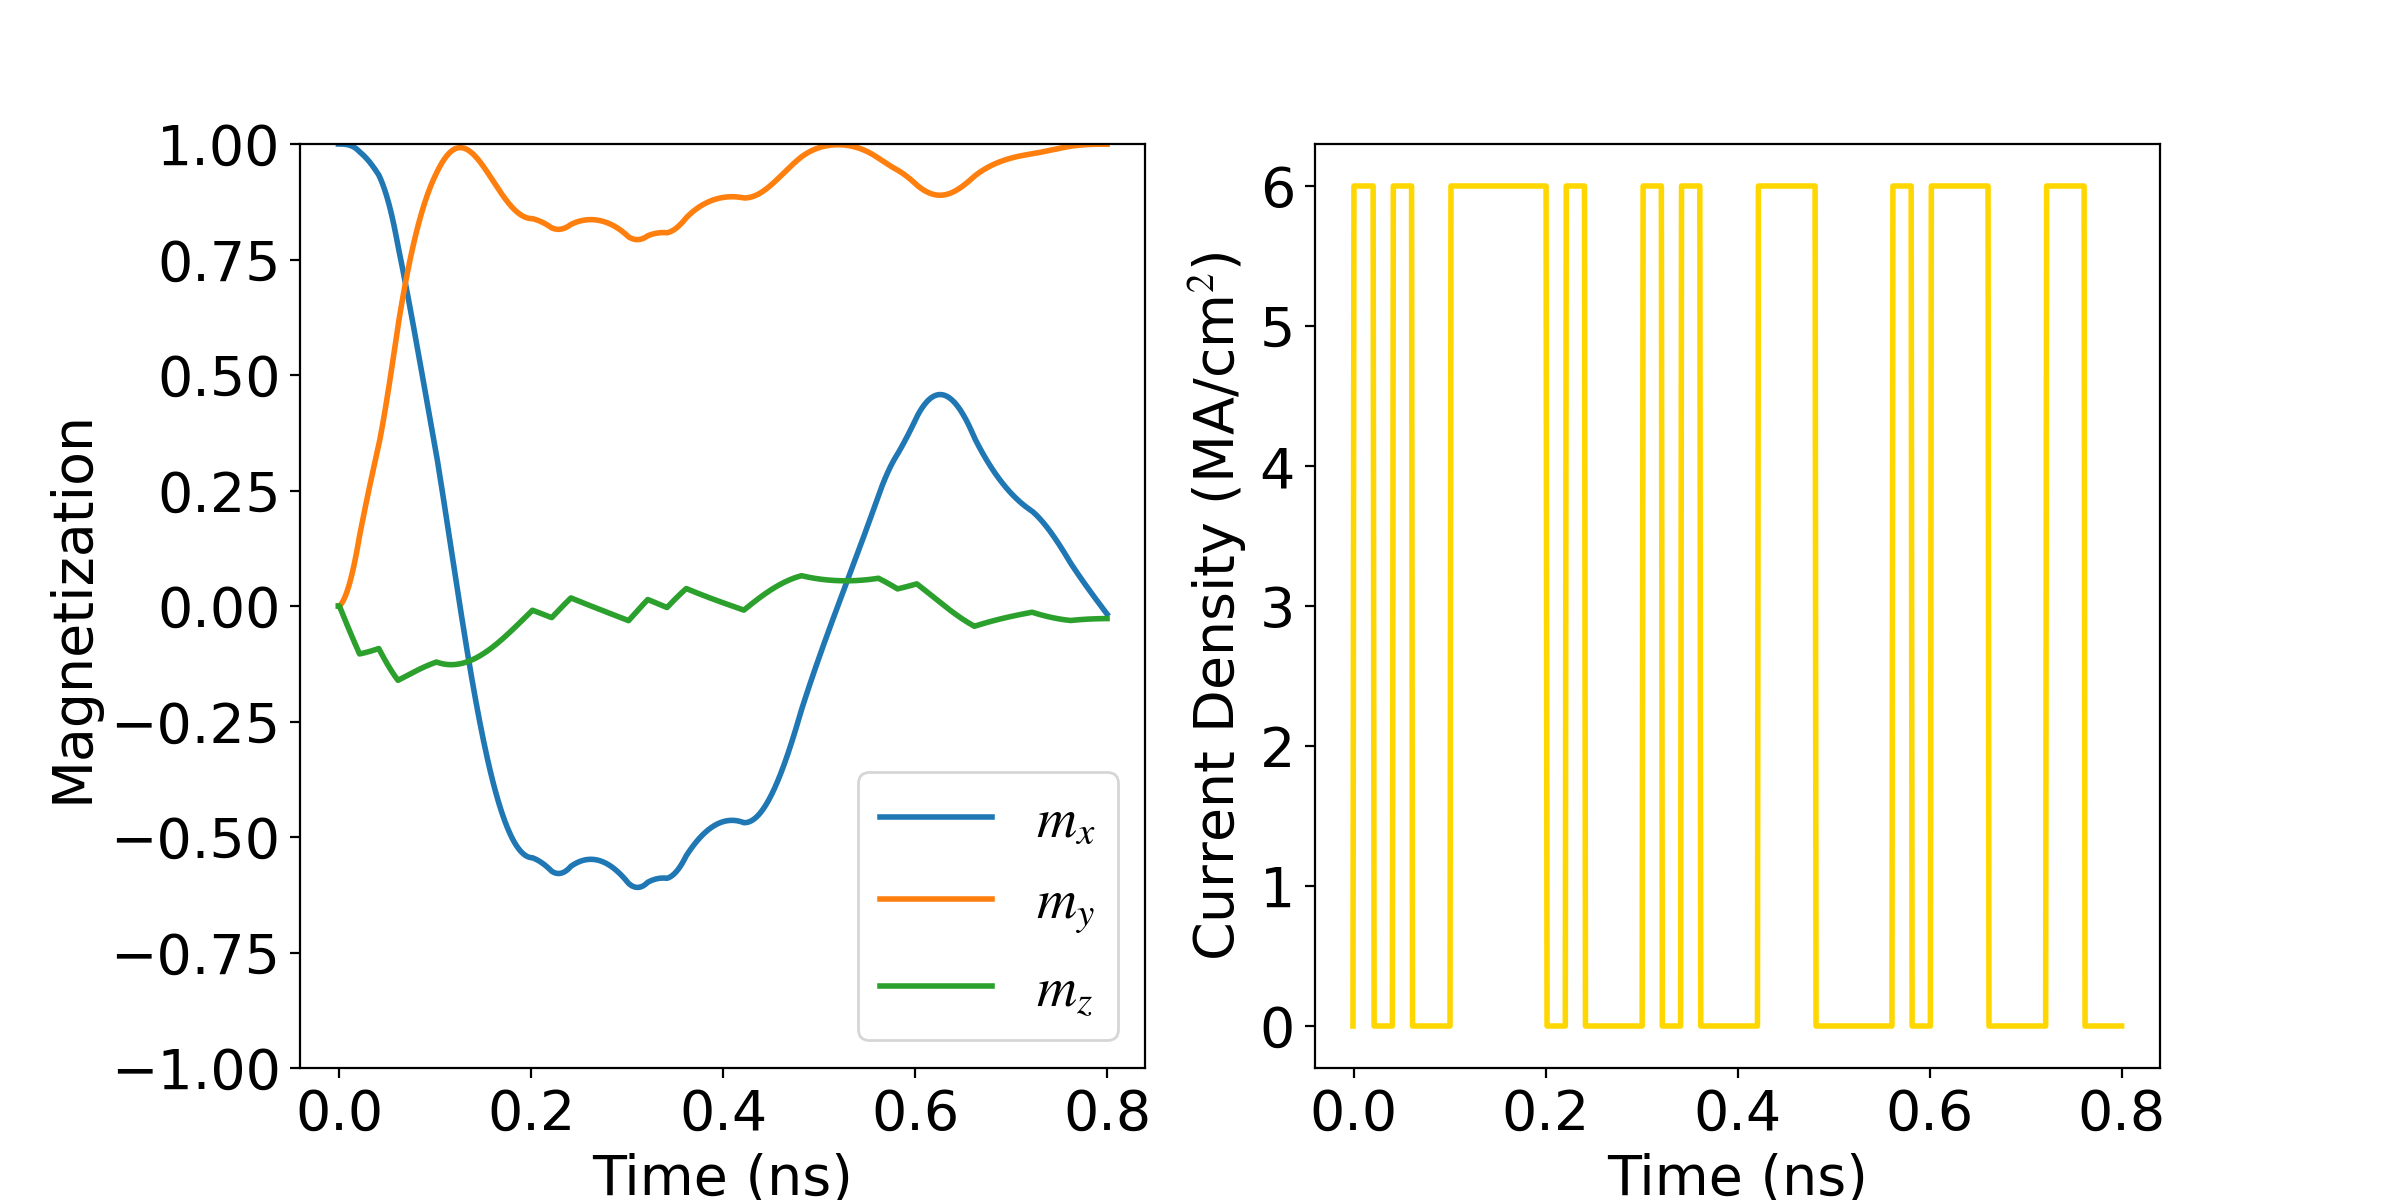 Magnetization
1.00
0.75
0.50
0.25
0.00
−0.25
−0.50
−0.75
−1.00
0.0 0.2 0.4 0.6 0.8
Time (ns)
m_x
m_y
m_z
Current Density (MA/cm²)
6
5
4
3
2
1
0
0.0 0.2 0.4 0.6 0.8
Time (ns)